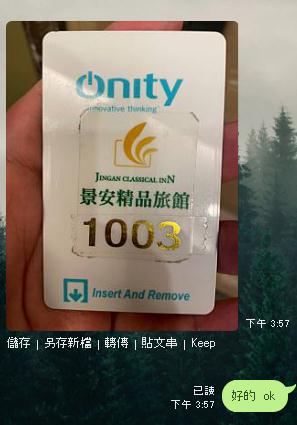 Onity
innovative thinking
JINGAN CLASSICAL INN
景安精品旅館
1003
Insert And Remove
下午 3:57
儲存 | 另存新檔 | 轉傳 | 貼文串 | Keep
已讀
下午 3:57
好的 ok